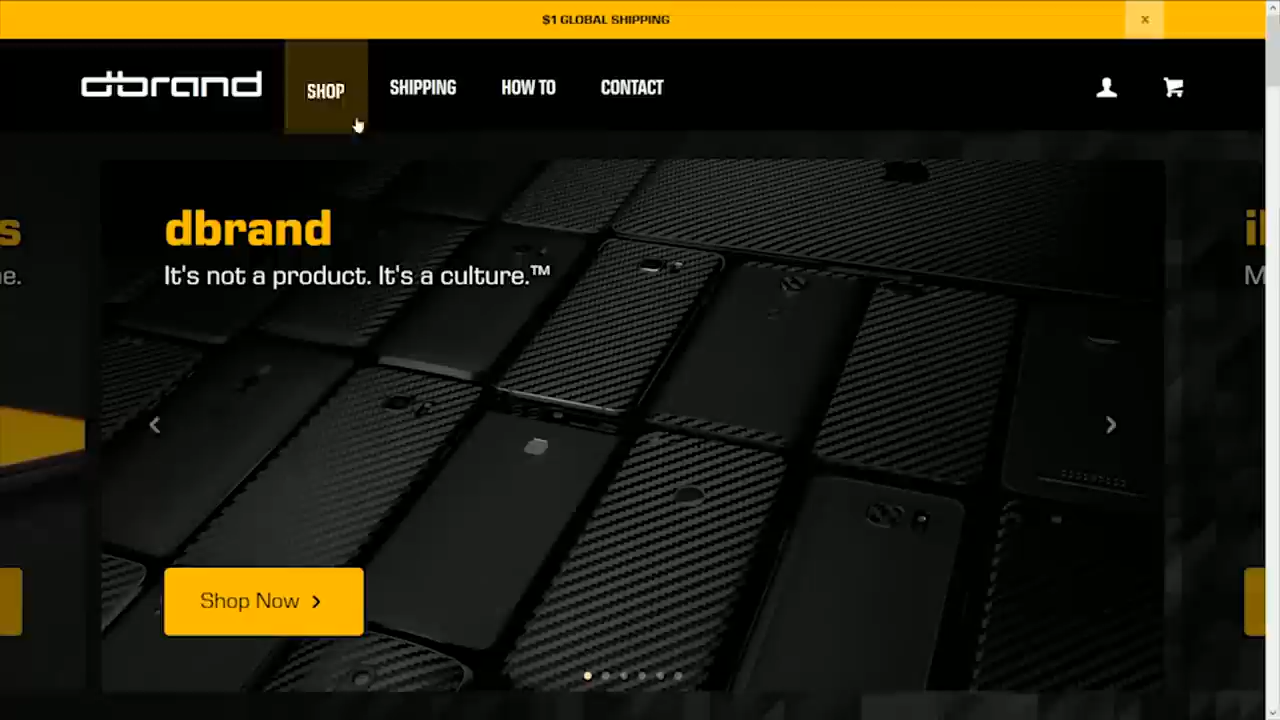 $1 GLOBAL SHIPPING
×
dbrand
SHOP
SHIPPING
HOW TO
CONTACT
dbrand
It's not a product. It's a culture.™
Shop Now
s
e.